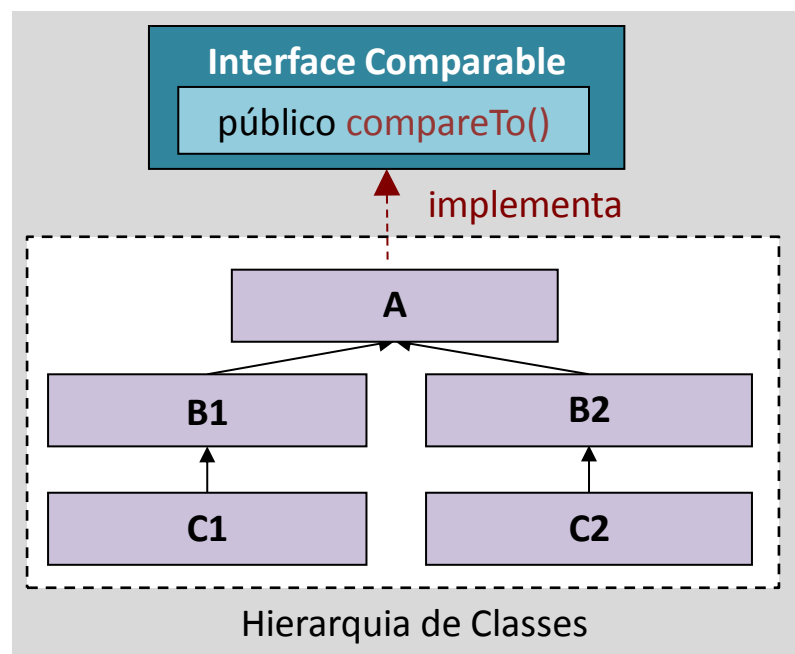 Interface Comparable
público compareTo()
implementa
A
B1
B2
C1
C2
Hierarquia de Classes